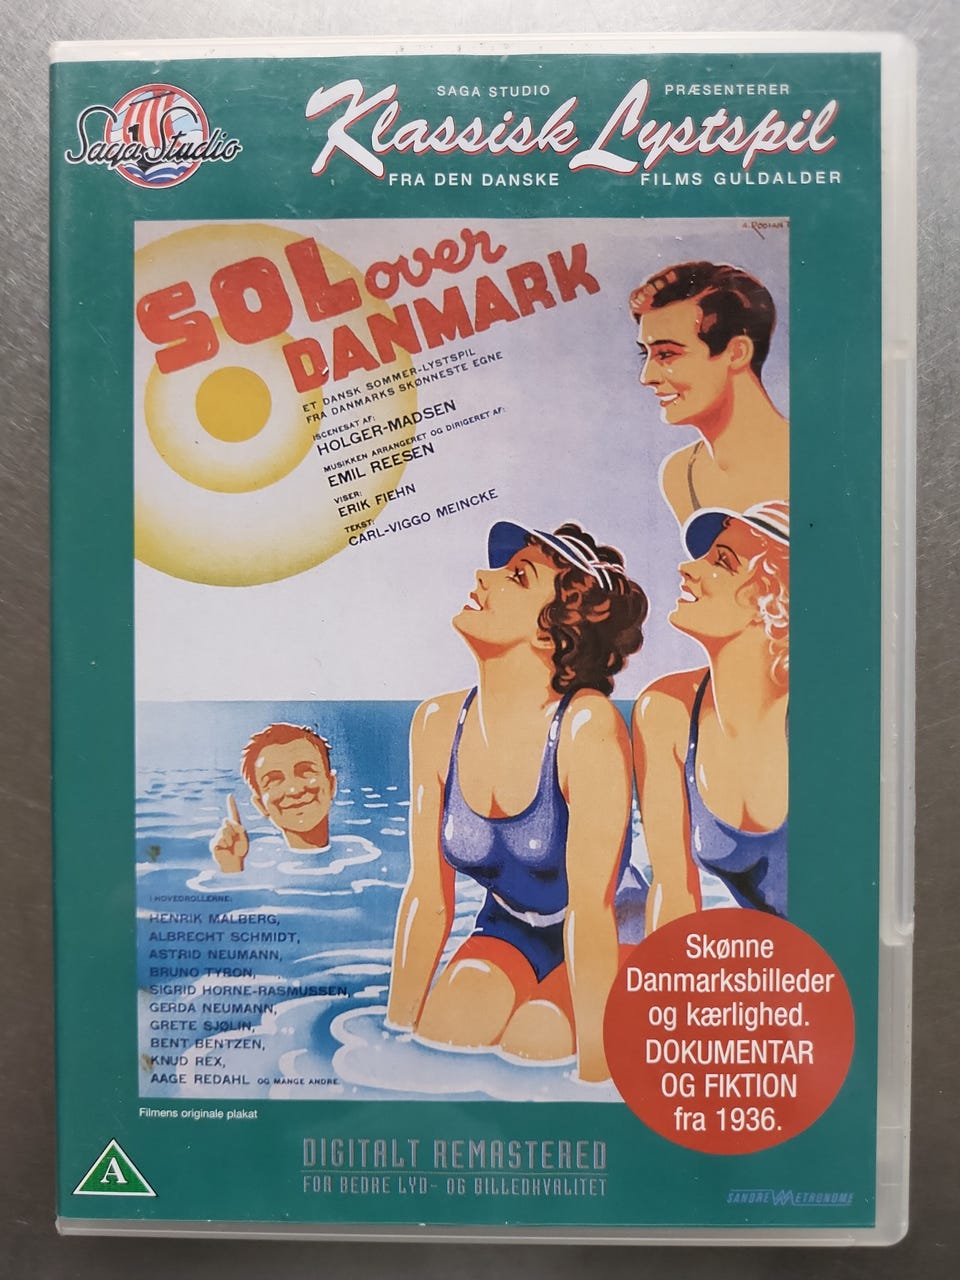 Saga Studio
SAGA STUDIO PRÆSENTERER
Klassisk Lystspil
FRA DEN DANSKE FILMS GULDALDER
SOL over
DANMARK
ET DANSK SOMMER-LYSTSPIL
FRA DANMARKS SKØNNESTE EGNE
ISCENESAT AF:
HOLGER-MADSEN
MUSIKKEN ARRANGERET OG DIRIGERET AF:
EMIL REESEN
VISER:
ERIK FIEHN
TEKST:
CARL-VIGGO MEINCKE
I HOVEDROLLERNE:
HENRIK MALBERG,
ALBRECHT SCHMIDT,
ASTRID NEUMANN,
BRUNO TYRON,
SIGRID HORNE-RASMUSSEN,
GERDA NEUMANN,
GRETE SJØLIN,
BENT BENTZEN,
KNUD REX,
AAGE REDAHL OG MANGE ANDRE.
Skønne
Danmarksbilleder
og kærlighed.
DOKUMENTAR
OG FIKTION
fra 1936.
Filmens originale plakat
DIGITALT REMASTERED
FOR BEDRE LYD- OG BILLEDKVALITET
A
SANDREW METRONOME